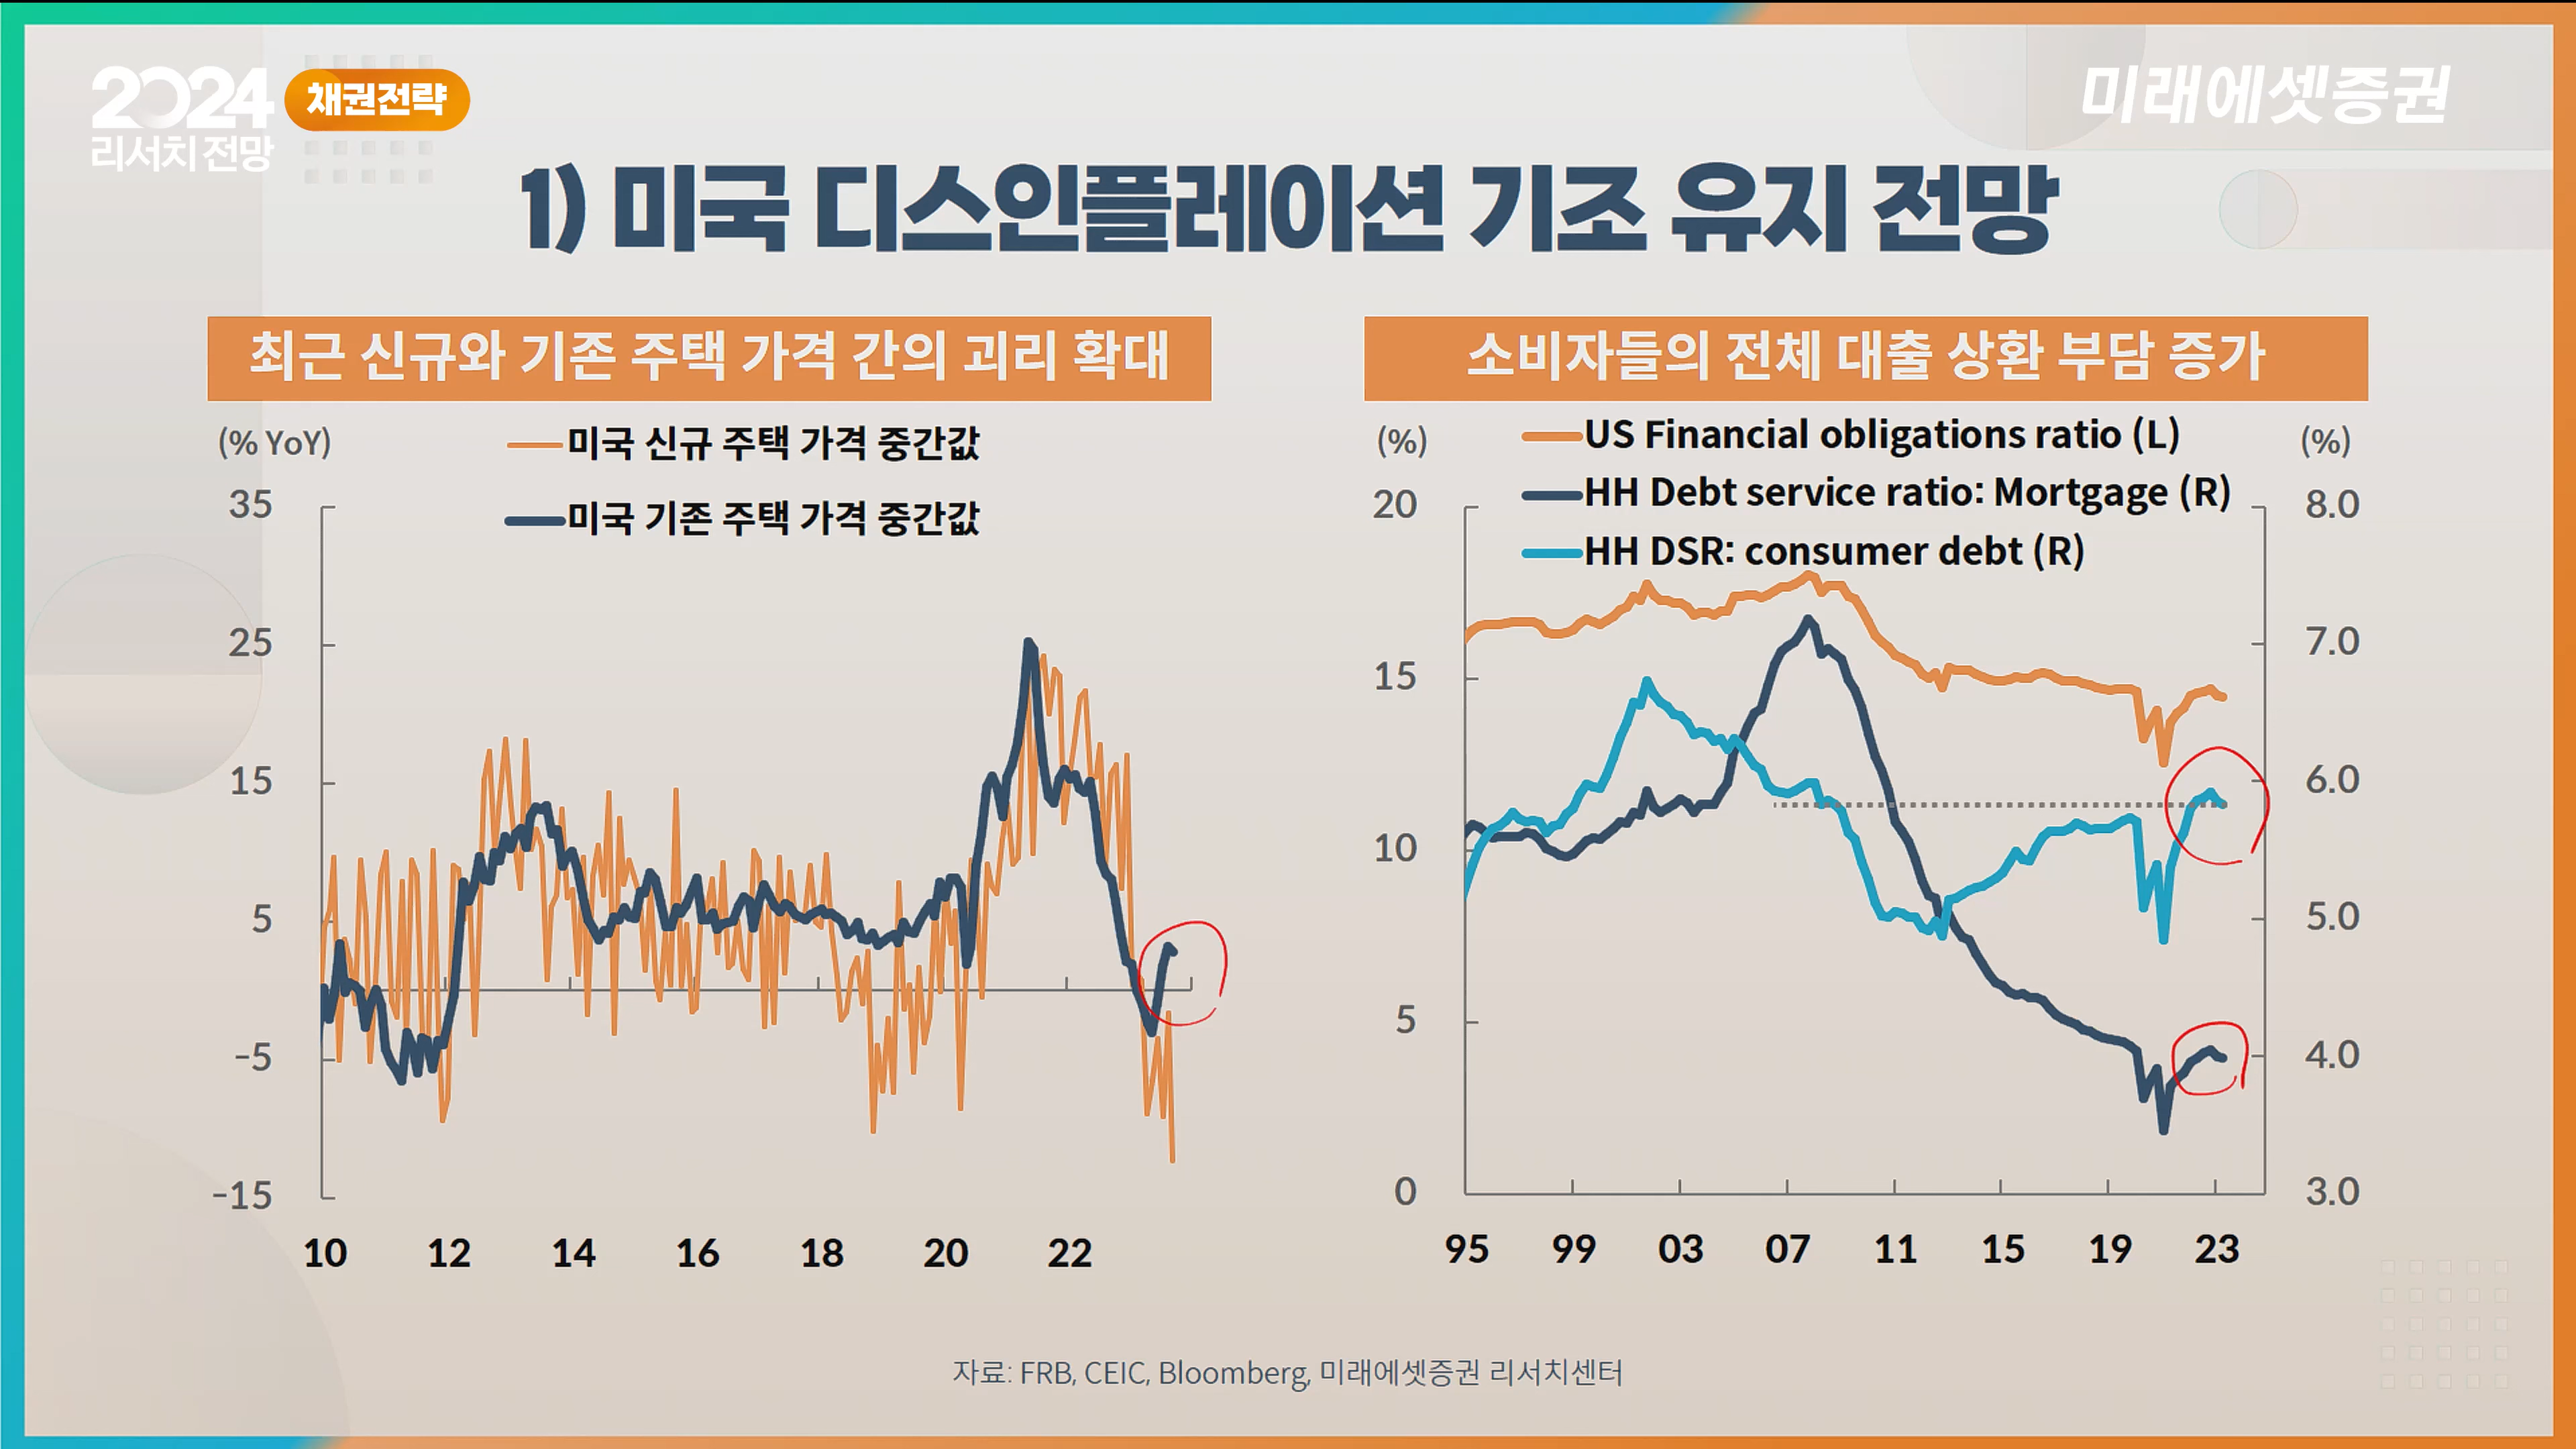 2024 채권전략
리서치 전망
미래에셋증권
1) 미국 디스인플레이션 기조 유지 전망
최근 신규와 기존 주택 가격 간의 괴리 확대
(% YoY)
미국 신규 주택 가격 중간값
미국 기존 주택 가격 중간값
35
25
15
5
-5
-15
10 12 14 16 18 20 22
소비자들의 전체 대출 상환 부담 증가
(%)
(%)
US Financial obligations ratio (L)
HH Debt service ratio: Mortgage (R)
HH DSR: consumer debt (R)
20
15
10
5
0
8.0
7.0
6.0
5.0
4.0
3.0
95 99 03 07 11 15 19 23
자료: FRB, CEIC, Bloomberg, 미래에셋증권 리서치센터